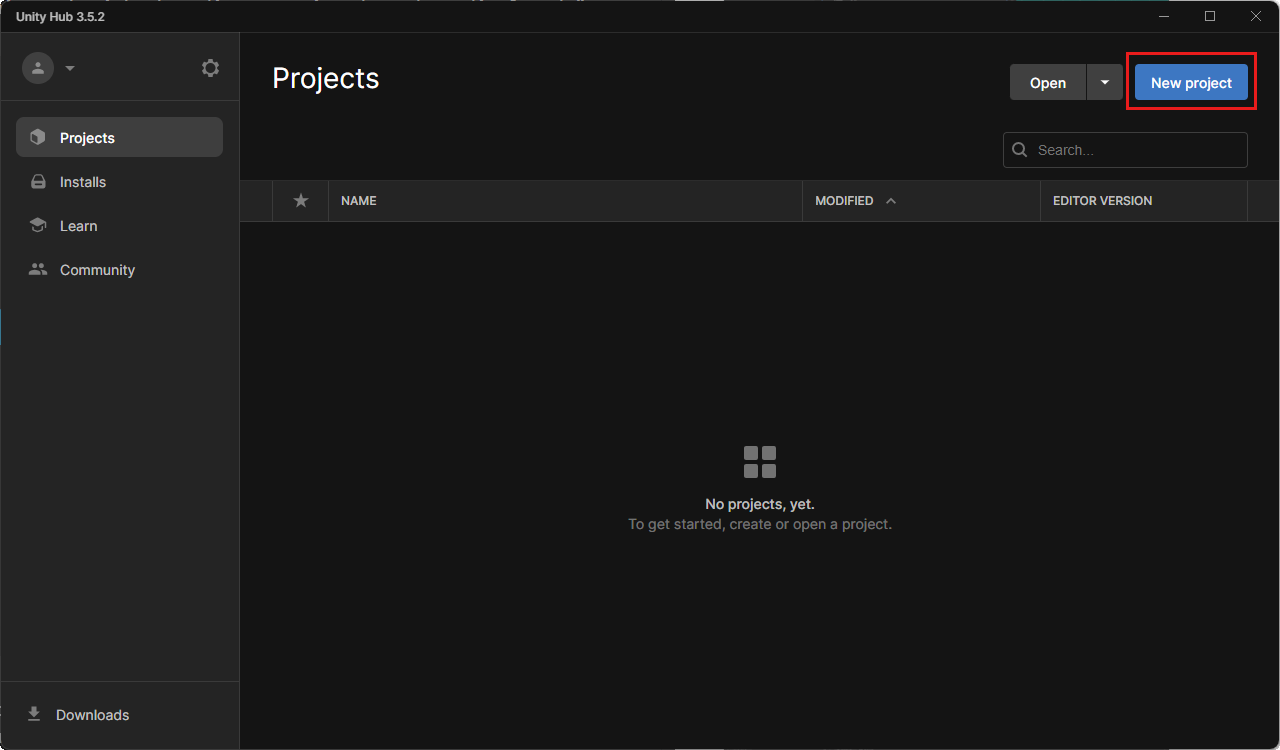 Unity Hub 3.5.2
Projects
Installs
Learn
Community
Downloads
Projects
Open
New project
Search...
NAME
MODIFIED
EDITOR VERSION
No projects, yet.
To get started, create or open a project.